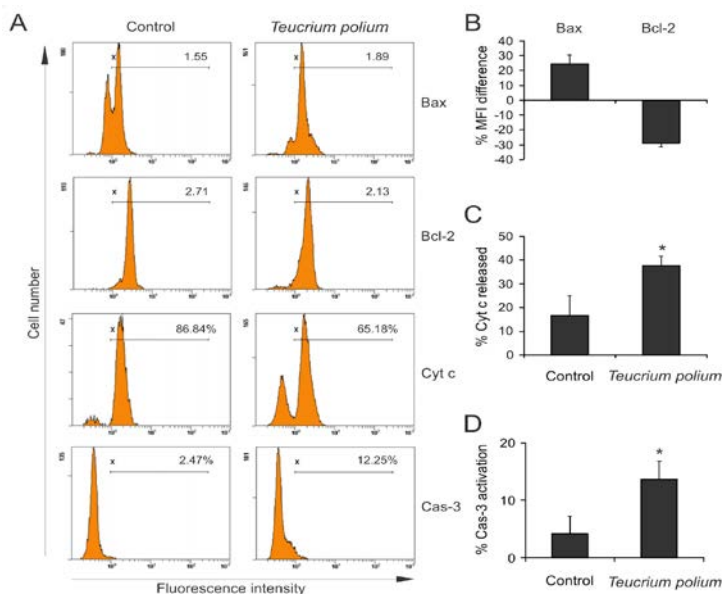 A
Control
Teucrium polium
x 1.55
x 1.89
Bax
x 2.71
x 2.13
Bcl-2
x 86.84%
x 65.18%
Cyt c
x 2.47%
x 12.25%
Cas-3
Cell number
Fluorescence intensity
B
Bax Bcl-2
% MFI difference
40
30
20
10
0
-10
-20
-30
-40
C
% Cyt c released
50
40
30
20
10
0
*
Control Teucrium polium
D
% Cas-3 activation
20
10
0
*
Control Teucrium polium